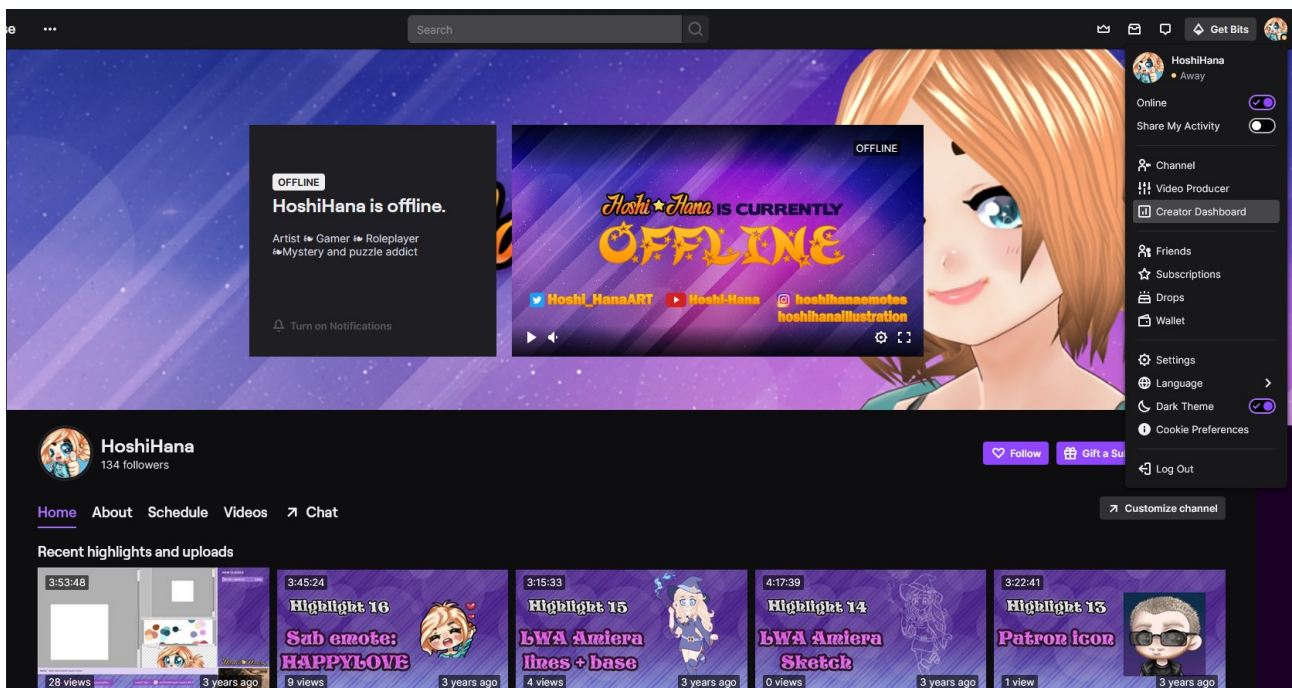 se
Search
Get Bits
HoshiHana
Away
Online
Share My Activity
Channel
Video Producer
Creator Dashboard
Friends
Subscriptions
Drops
Wallet
Settings
Language
Dark Theme
Cookie Preferences
Log Out
OFFLINE
HoshiHana is offline.
Artist ❧ Gamer ❧ Roleplayer
❧Mystery and puzzle addict
Turn on Notifications
OFFLINE
Hoshi★Hana IS CURRENTLY
OFFLINE
Hoshi_HanaART Hoshi-Hana hoshihanaemotes
hoshihanaillustration
HoshiHana
134 followers
Follow
Gift a Su
Home About Schedule Videos Chat
Customize channel
Recent highlights and uploads
3:53:48
28 views 3 years ago
3:45:24
Highlight 16
Sub emote:
HAPPYLOVE
9 views 3 years ago
3:15:33
Highlight 15
LWA Amiera
lines + base
4 views 3 years ago
4:17:39
Highlight 14
LWA Amiera
Sketch
0 views 3 years ago
3:22:41
Highlight 13
Patron icon
1 view 3 years ago